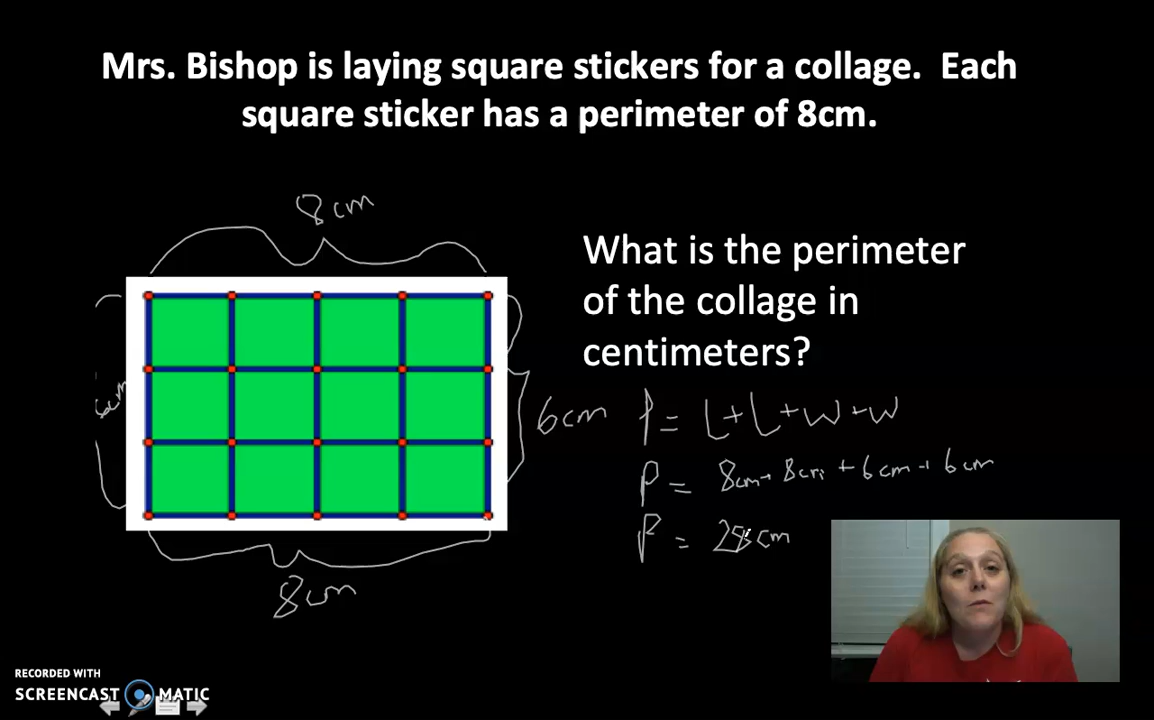 Mrs. Bishop is laying square stickers for a collage. Each
square sticker has a perimeter of 8cm.
8cm
What is the perimeter
of the collage in
centimeters?
6cm
6cm
P = L+L+W+W
P = 8cm+8cm+6cm+6cm
P = 28cm
8cm
RECORDED WITH
SCREENCAST MATIC